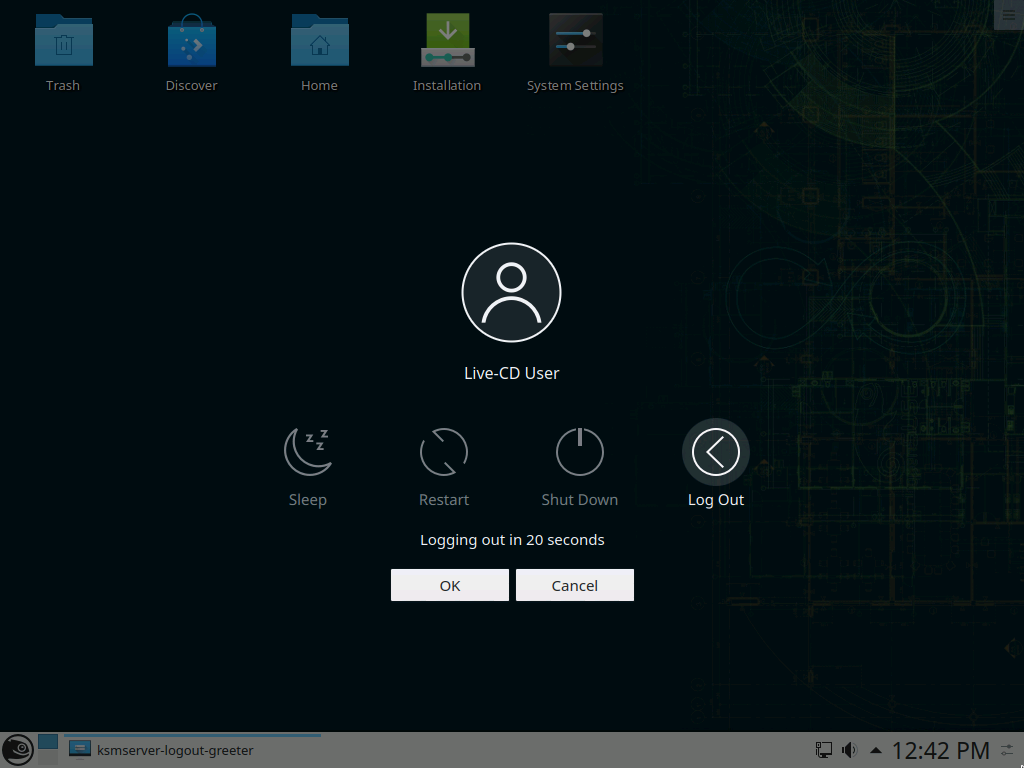 Trash
Discover
Home
Installation
System Settings
Live-CD User
Sleep
Restart
Shut Down
Log Out
Logging out in 20 seconds
OK
Cancel
ksmserver-logout-greeter
12:42 PM